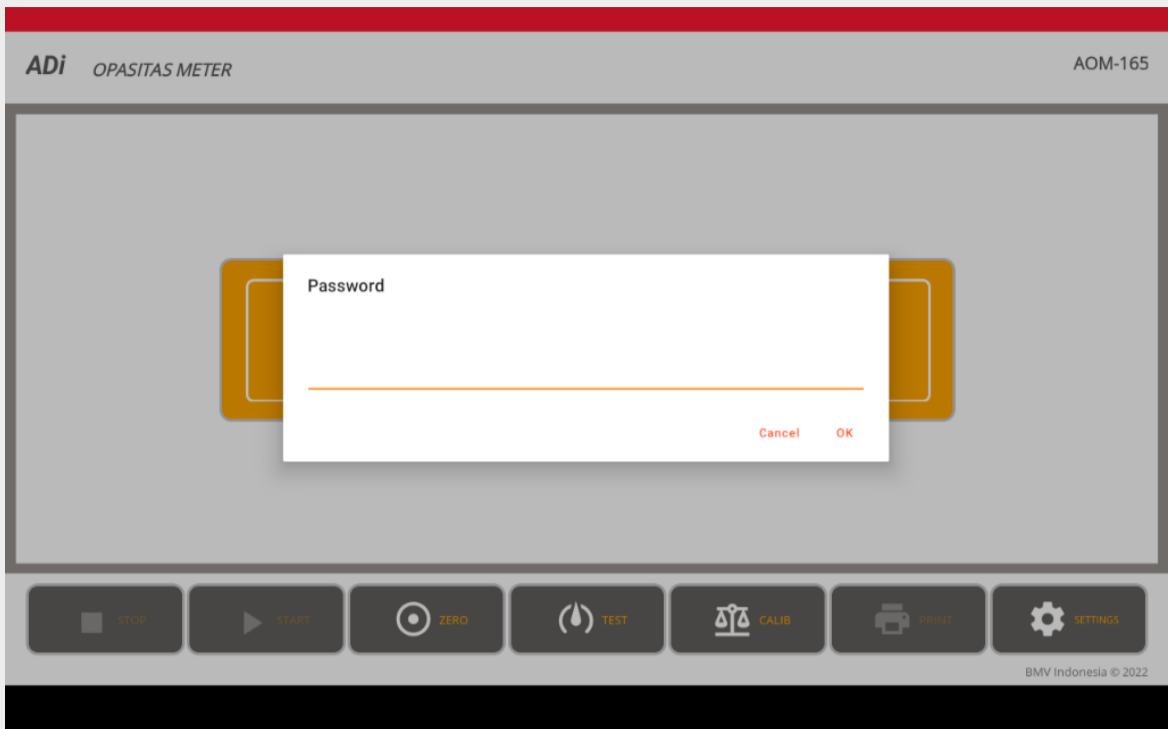 ADi OPASITAS METER AOM-165
Password
Cancel OK
STOP START ZERO TEST CALIB PRINT SETTINGS
BMV Indonesia © 2022